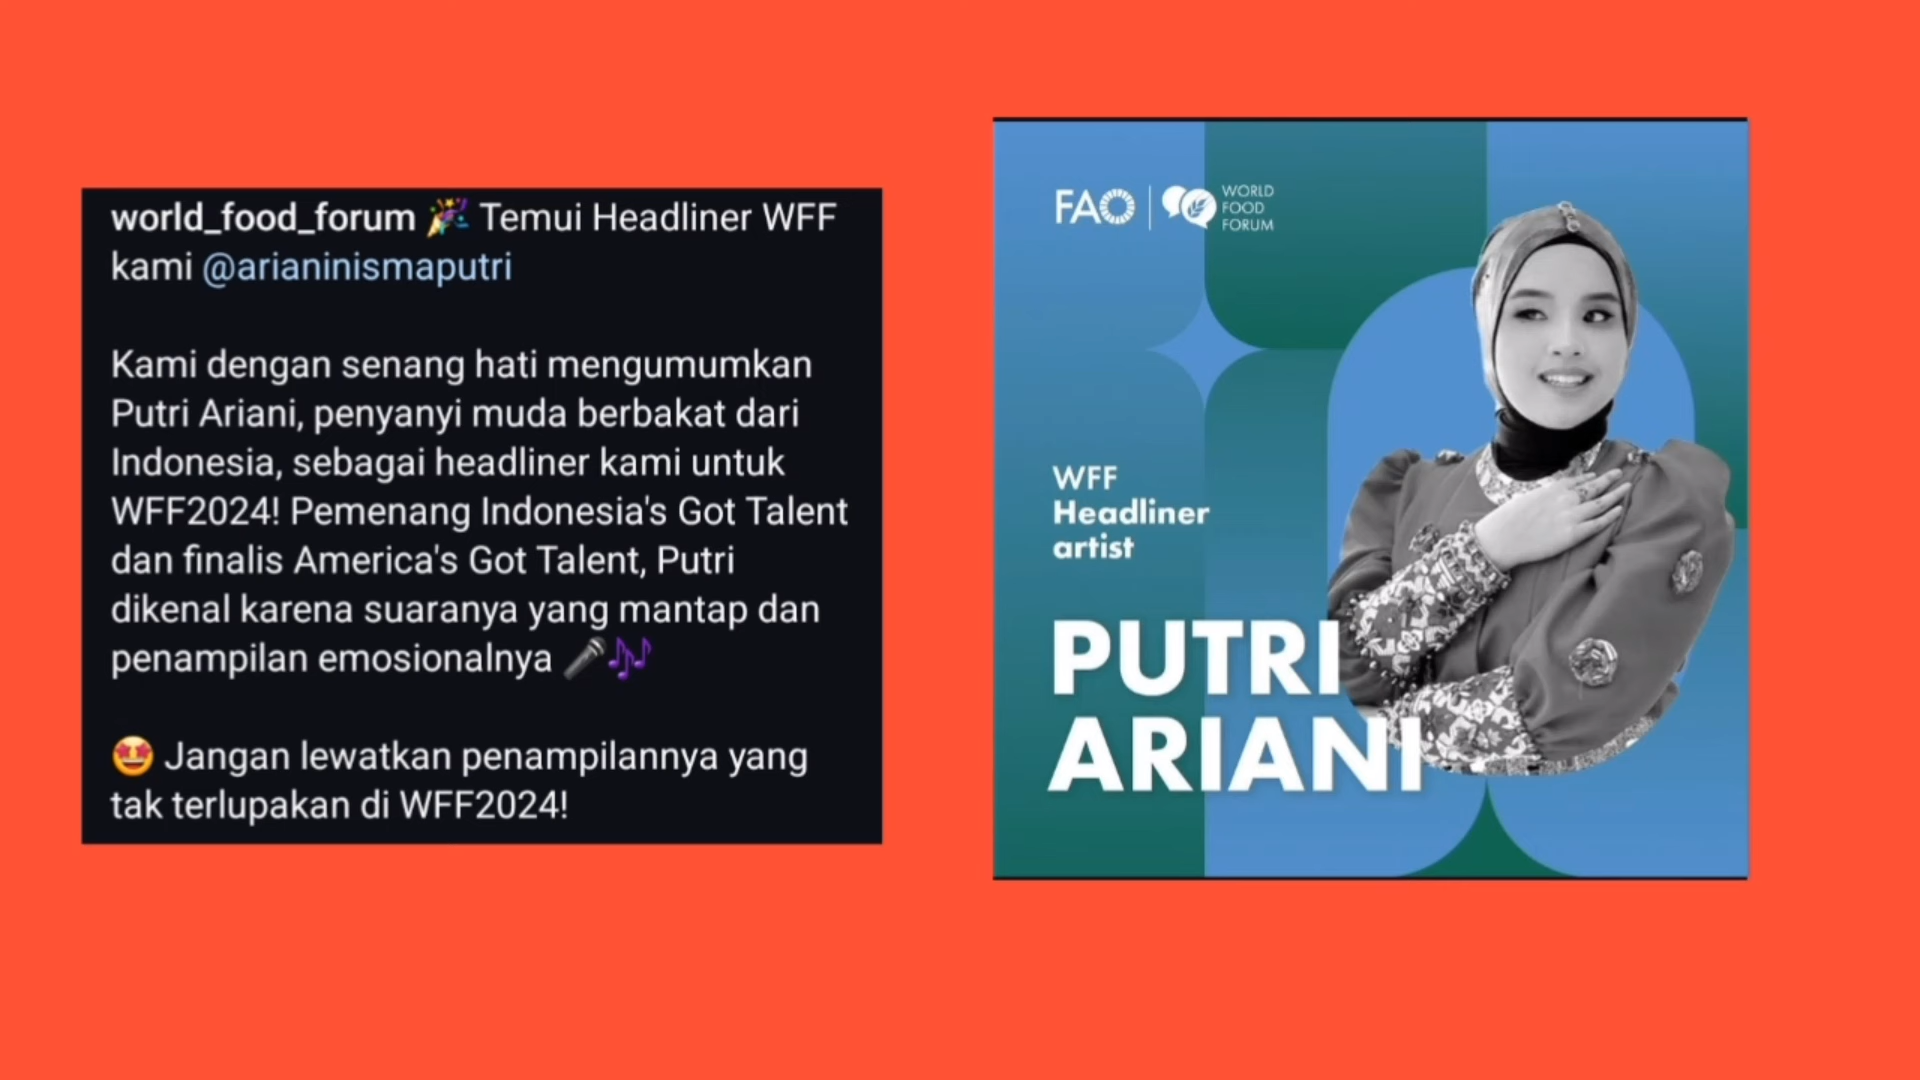 world_food_forum 🎉 Temui Headliner WFF
kami @arianinismaputri
Kami dengan senang hati mengumumkan
Putri Ariani, penyanyi muda berbakat dari
Indonesia, sebagai headliner kami untuk
WFF2024! Pemenang Indonesia's Got Talent
dan finalis America's Got Talent, Putri
dikenal karena suaranya yang mantap dan
penampilan emosionalnya 🎤🎶
🤩 Jangan lewatkan penampilannya yang
tak terlupakan di WFF2024!
FAO
WORLD
FOOD
FORUM
WFF
Headliner
artist
PUTRI
ARIANI